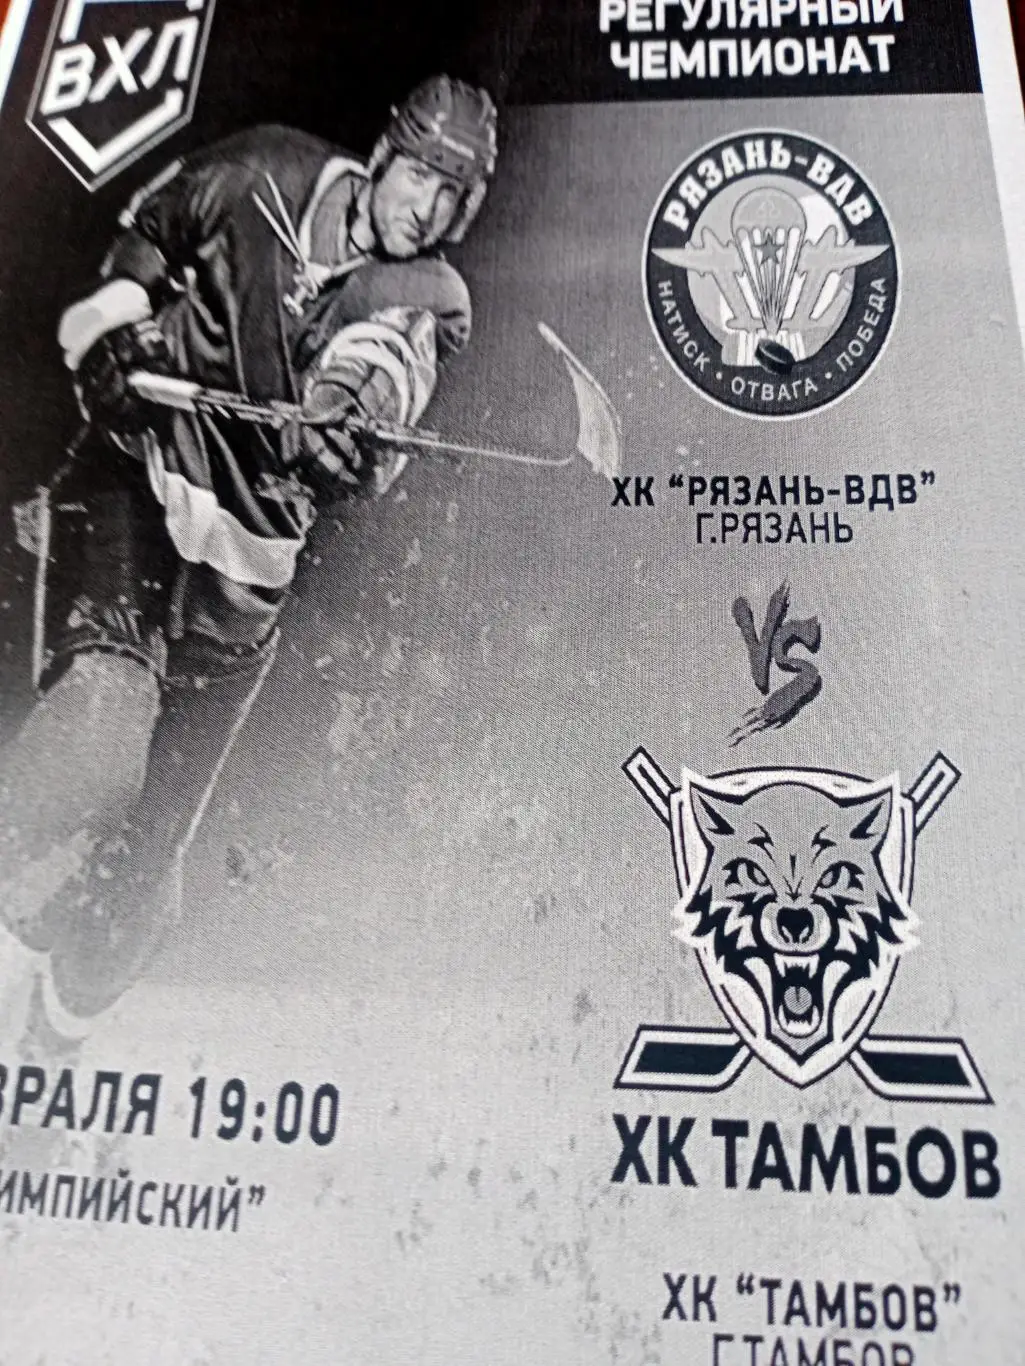 ВХЛ
РЕГУЛЯРНЫЙ
ЧЕМПИОНАТ
РЯЗАНЬ-ВДВ
НАТИСК • ОТВАГА • ПОБЕДА
ХК “РЯЗАНЬ-ВДВ”
Г.РЯЗАНЬ
VS
ВРАЛЯ 19:00
ИМПИЙСКИЙ”
ХК ТАМБОВ
ХК “ТАМБОВ”
Г.ТАМБОВ